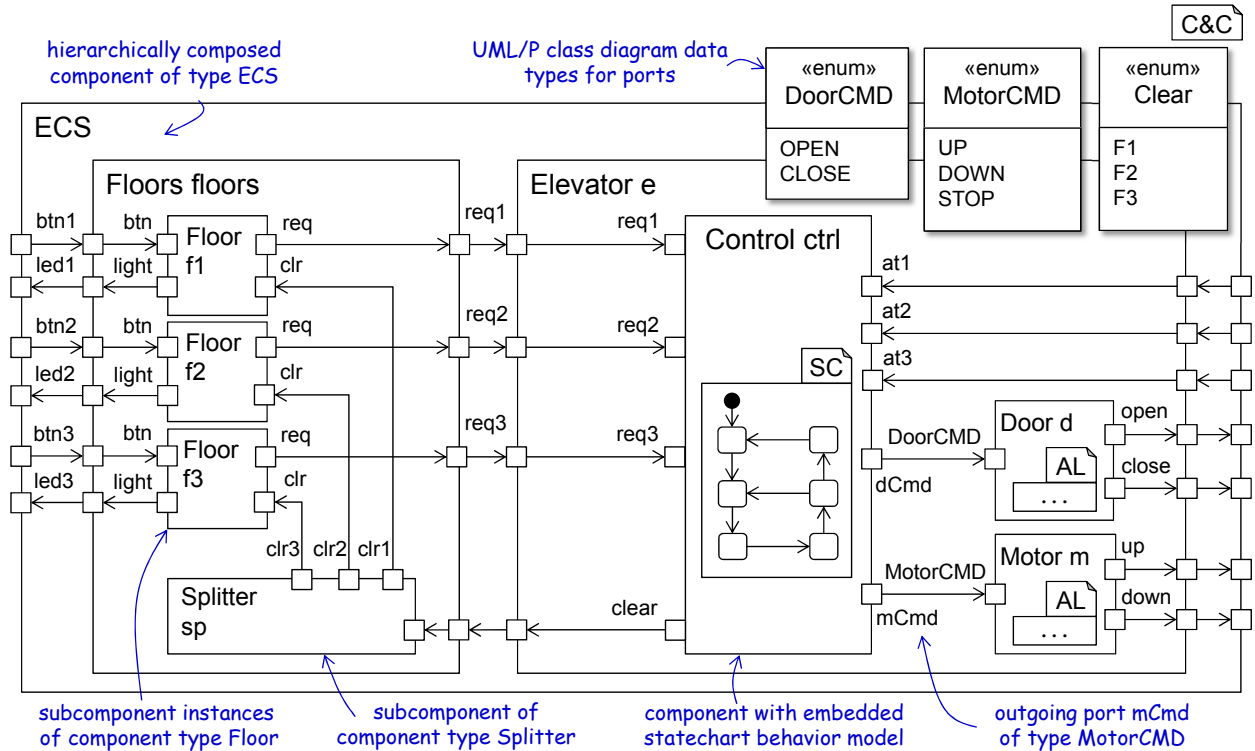 C&C
hierarchically composed
component of type ECS
UML/P class diagram data
types for ports
«enum»
DoorCMD
OPEN
CLOSE
«enum»
MotorCMD
UP
DOWN
STOP
«enum»
Clear
F1
F2
F3
ECS
Floors floors
Elevator e
btn1
btn
Floor
f1
req
req1
req1
Control ctrl
led1
light
clr
at1
btn2
btn
Floor
f2
req
req2
req2
at2
led2
light
clr
at3
SC
btn3
btn
Floor
f3
req
req3
req3
led3
light
clr
DoorCMD
dCmd
Door d
AL
...
open
close
clr3
clr2
clr1
Splitter
sp
clear
MotorCMD
mCmd
Motor m
AL
...
up
down
subcomponent instances
of component type Floor
subcomponent of
component type Splitter
component with embedded
statechart behavior model
outgoing port mCmd
of type MotorCMD